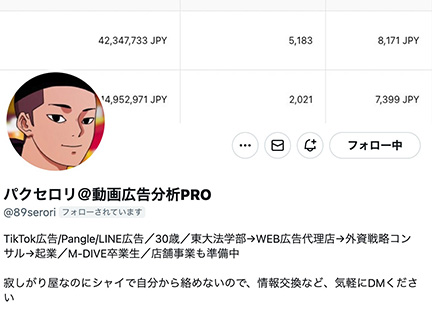 42,347,733 JPY 5,183 8,171 JPY
14,952,971 JPY 2,021 7,399 JPY
フォロー中
パクセロリ＠動画広告分析PRO
@89serori フォローされています
TikTok広告/Pangle/LINE広告／30歳／東大法学部→WEB広告代理店→外資戦略コン
サル→起業／M-DIVE卒業生／店舗事業も準備中
寂しがり屋なのにシャイで自分から絡めないので、情報交換など、気軽にDMくださ
い